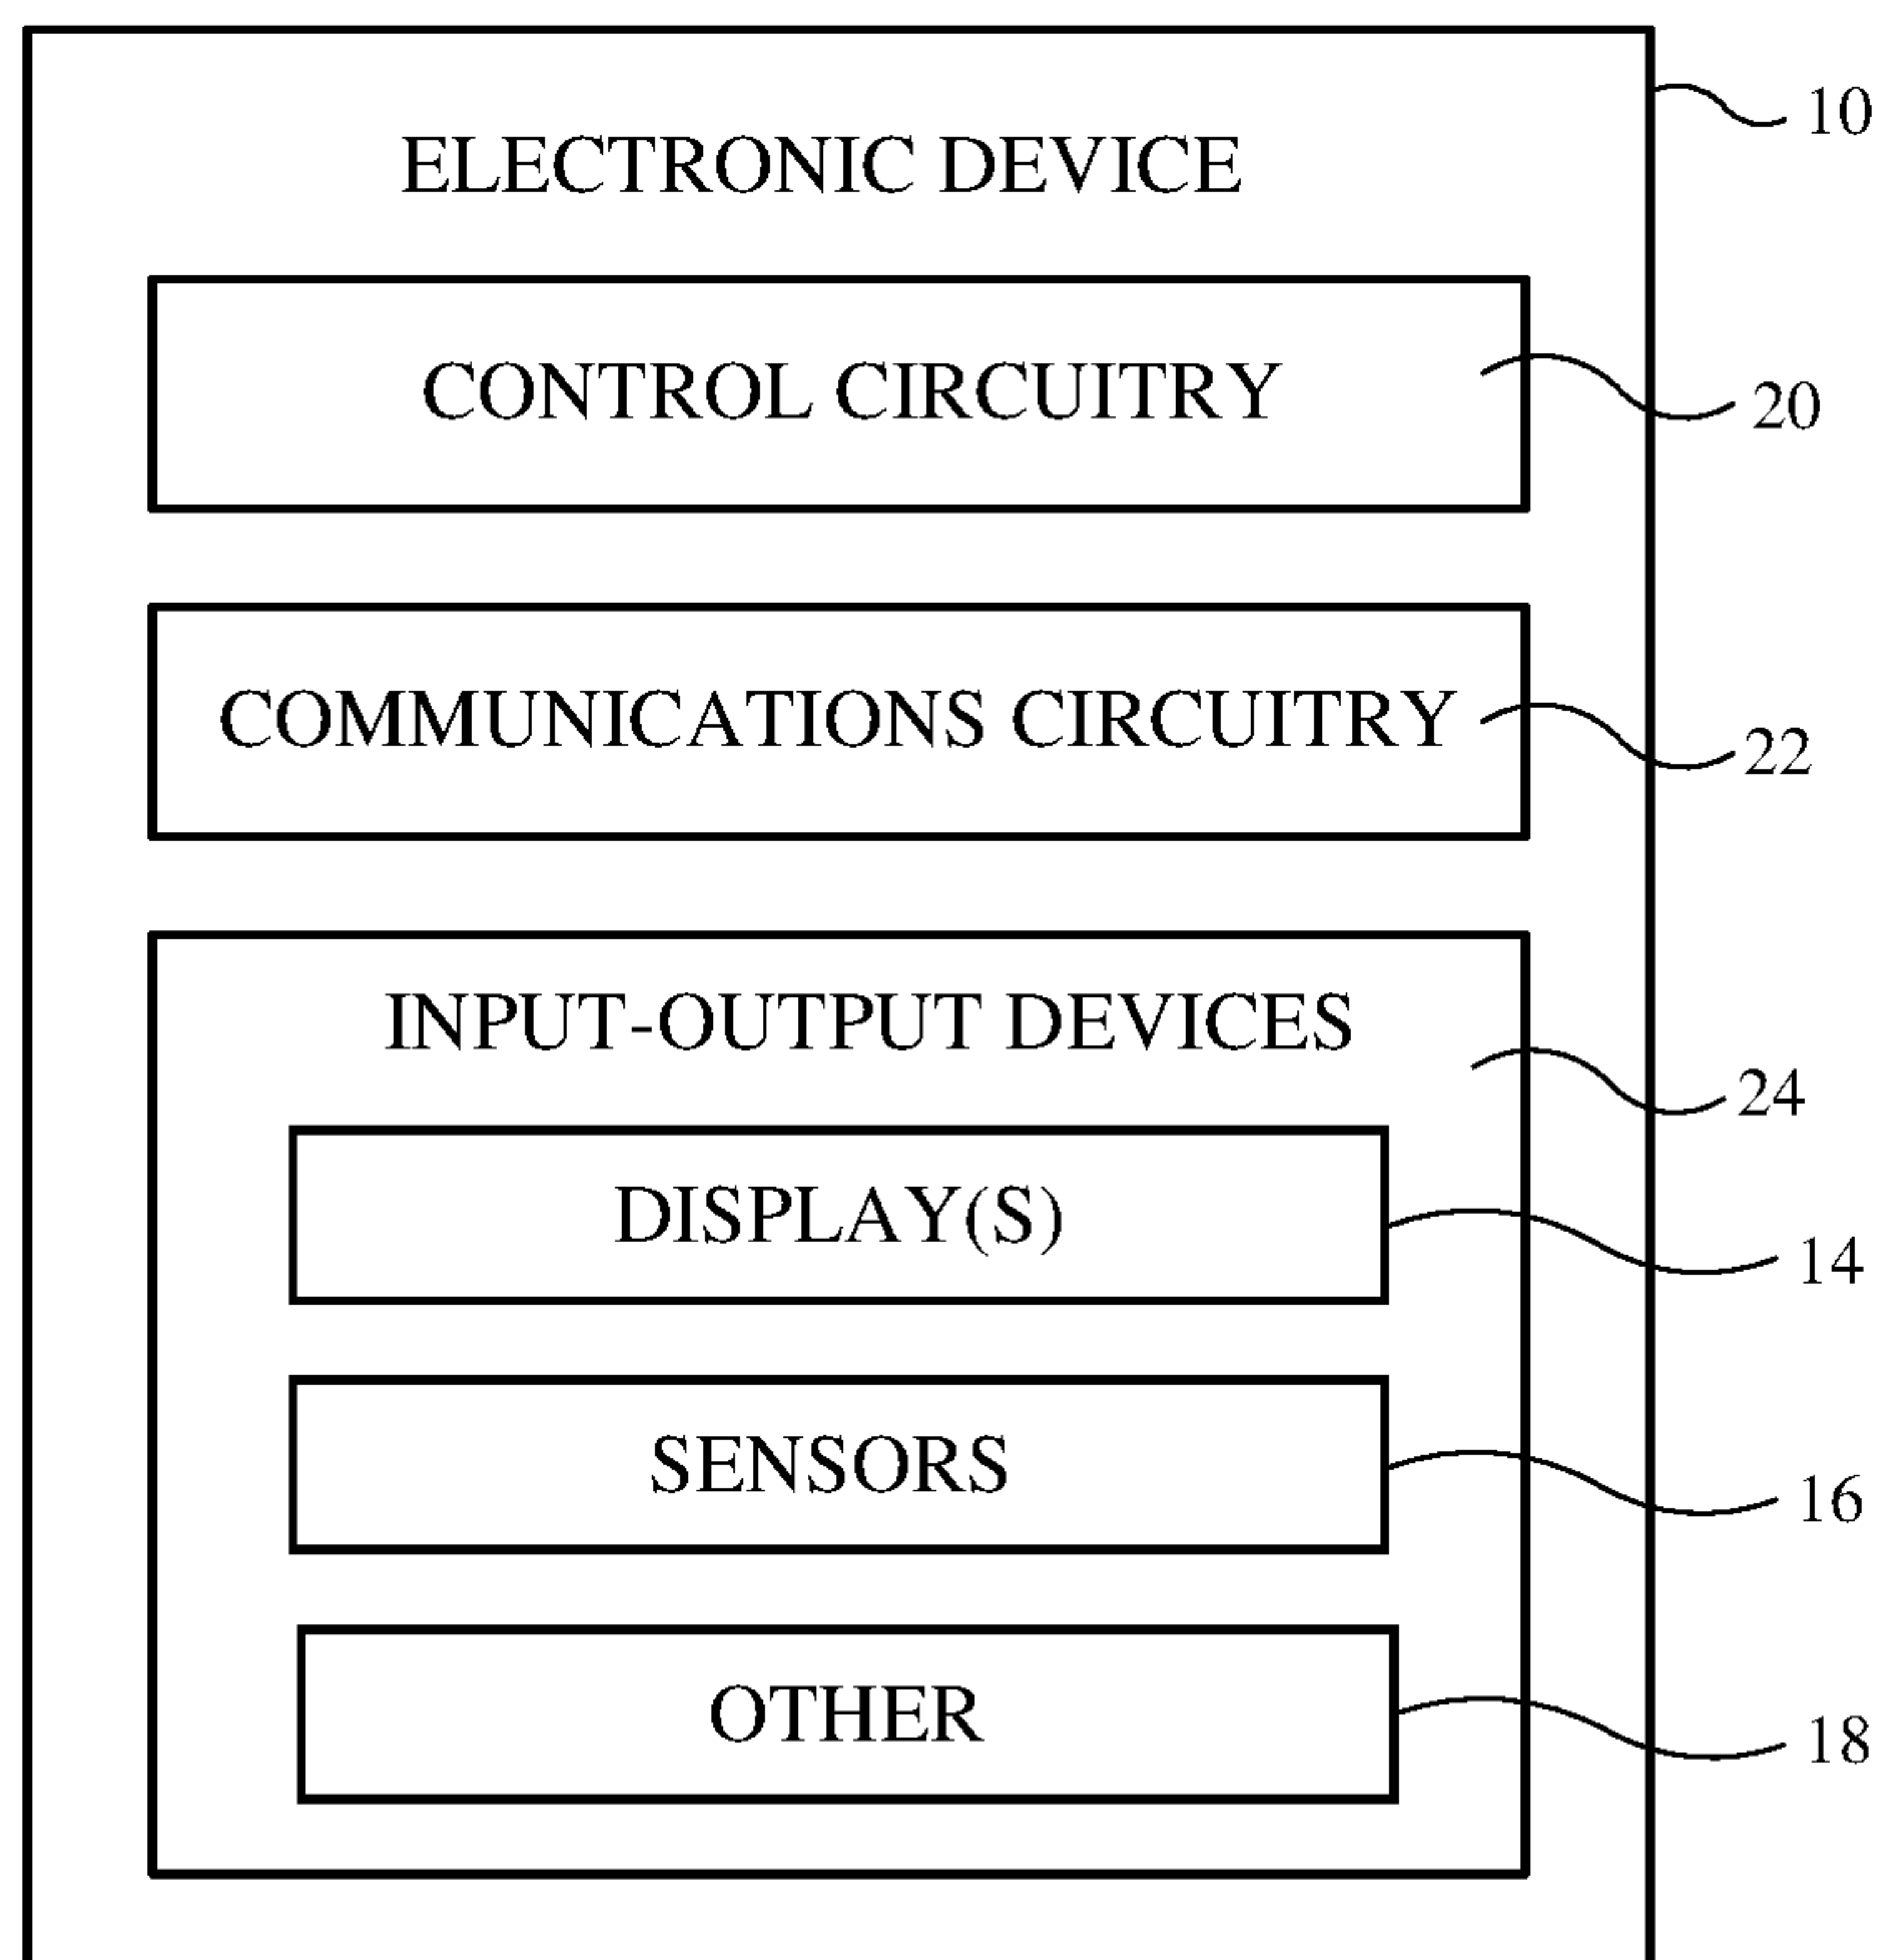 10
ELECTRONIC DEVICE
CONTROL CIRCUITRY
20
COMMUNICATIONS CIRCUITRY
22
INPUT-OUTPUT DEVICES
24
DISPLAY(S)
14
SENSORS
16
OTHER
18